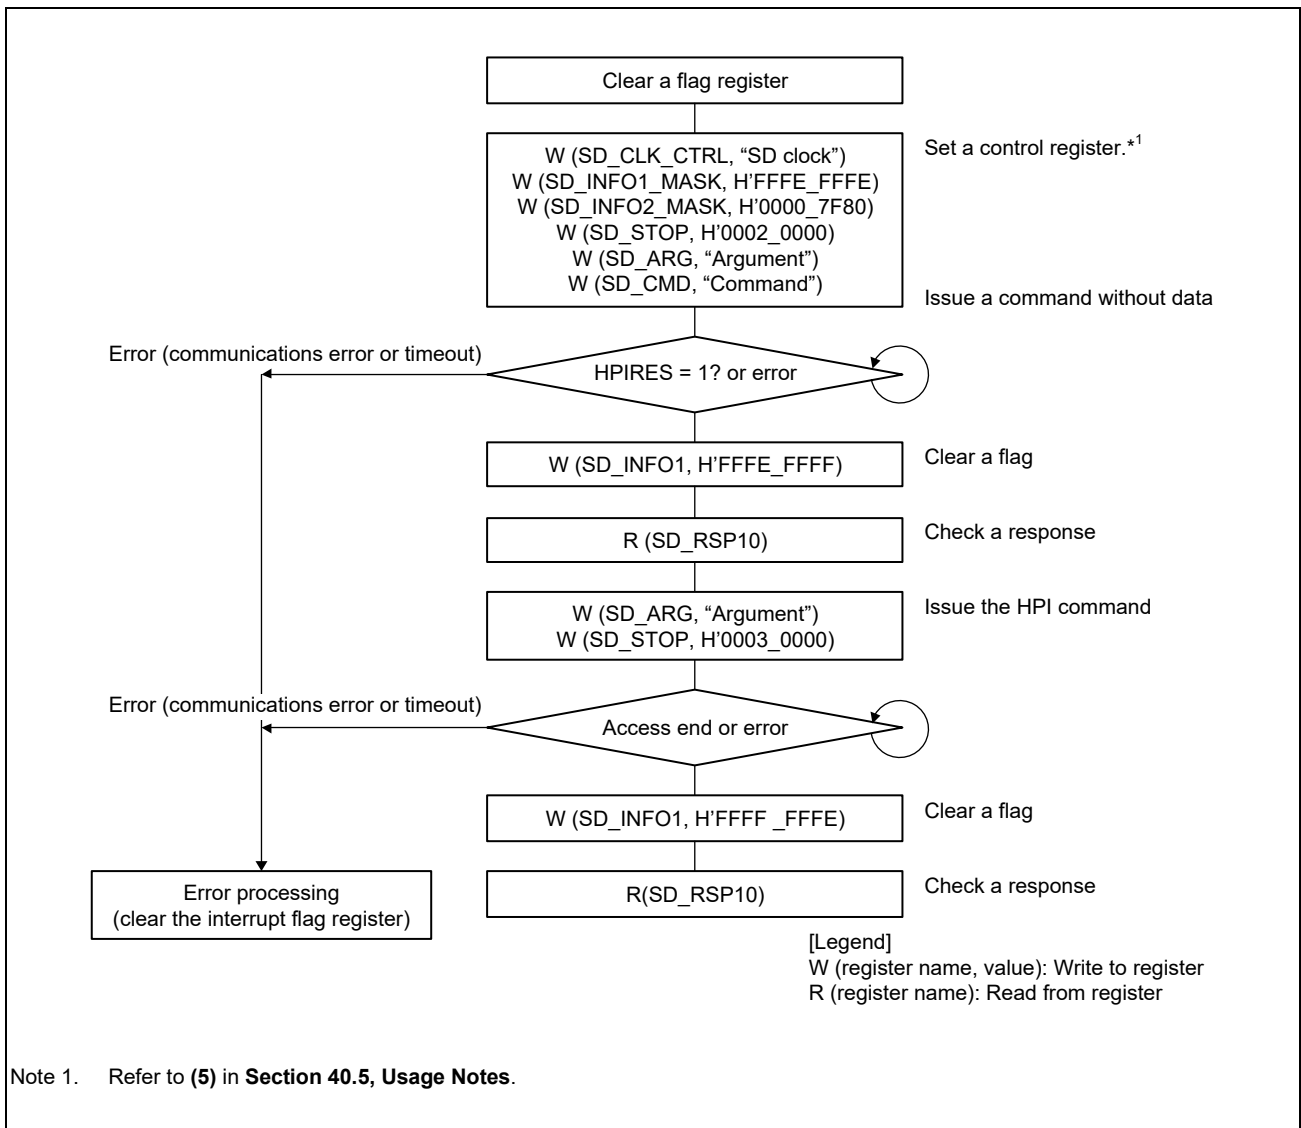 Clear a flag register
W (SD_CLK_CTRL, “SD clock”)
W (SD_INFO1_MASK, H’FFFE_FFFE)
W (SD_INFO2_MASK, H’0000_7F80)
W (SD_STOP, H’0002_0000)
W (SD_ARG, “Argument”)
W (SD_CMD, “Command”)
Set a control register.*1
Issue a command without data
Error (communications error or timeout)
HPIRES = 1? or error
W (SD_INFO1, H’FFFE_FFFF)
Clear a flag
R (SD_RSP10)
Check a response
W (SD_ARG, “Argument”)
W (SD_STOP, H’0003_0000)
Issue the HPI command
Error (communications error or timeout)
Access end or error
W (SD_INFO1, H’FFFF _FFFE)
Clear a flag
Error processing
(clear the interrupt flag register)
R(SD_RSP10)
Check a response
[Legend]
W (register name, value): Write to register
R (register name): Read from register
Note 1. Refer to (5) in Section 40.5, Usage Notes.